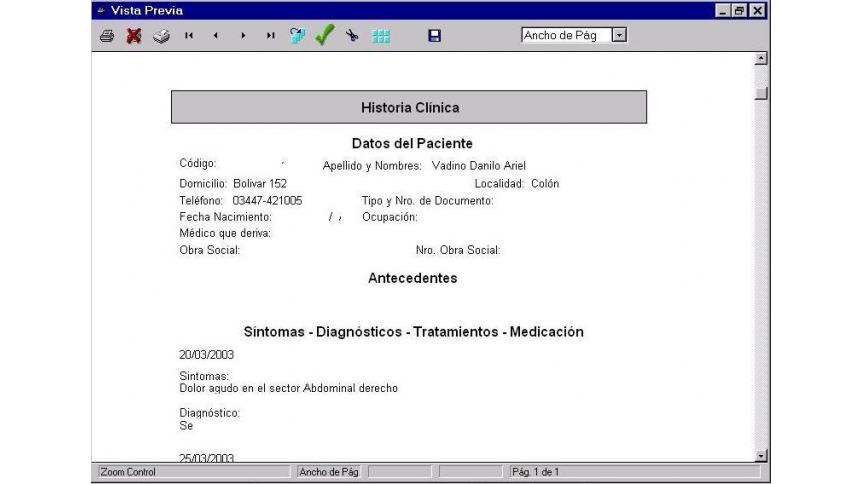 Vista Previa
Ancho de Pág
Historia Clínica
Datos del Paciente
Código:
Apellido y Nombres: Vadino Danilo Ariel
Domicilio: Bolivar 152 Localidad: Colón
Teléfono: 03447-421005 Tipo y Nro. de Documento:
Fecha Nacimiento: / , Ocupación:
Médico que deriva:
Obra Social: Nro. Obra Social:
Antecedentes
Síntomas - Diagnósticos - Tratamientos - Medicación
20/03/2003
Sintomas:
Dolor agudo en el sector Abdominal derecho
Diagnóstico:
Se
25/03/2003
Zoom Control Ancho de Pág Pág. 1 de 1